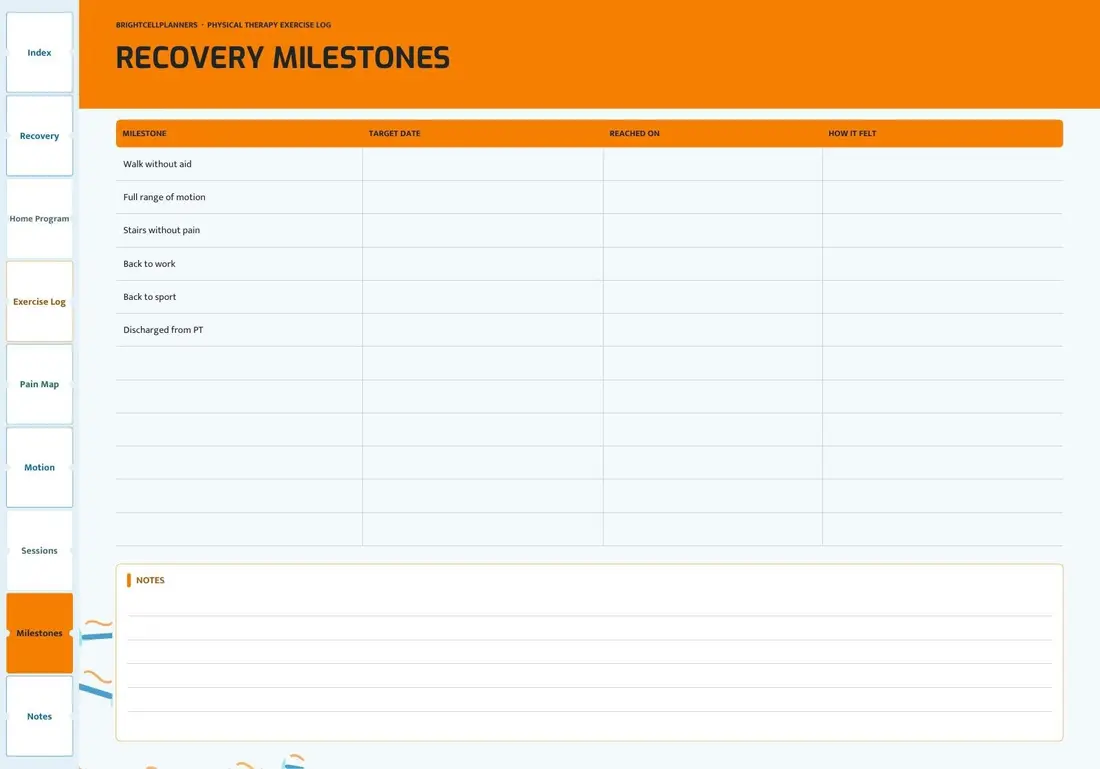 Index
Recovery
Home Program
Exercise Log
Pain Map
Motion
Sessions
Milestones
Notes
BRIGHTCELLPLANNERS · PHYSICAL THERAPY EXERCISE LOG
RECOVERY MILESTONES
MILESTONE TARGET DATE REACHED ON HOW IT FELT
Walk without aid
Full range of motion
Stairs without pain
Back to work
Back to sport
Discharged from PT
NOTES